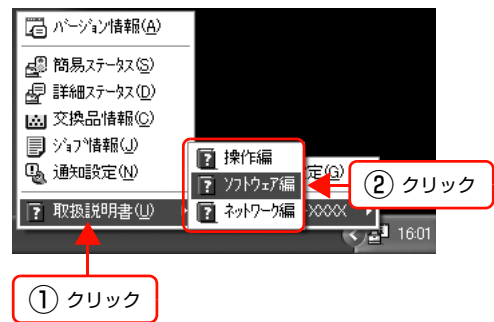 バージョン情報(A)
簡易ステータス(S)
詳細ステータス(D)
交換品情報(C)
ジョブ情報(J)
通知設定(N)
定(G)
取扱説明書(U)
-XXXX
操作編
ソフトウェア編
ネットワーク編
② クリック
16:01
① クリック